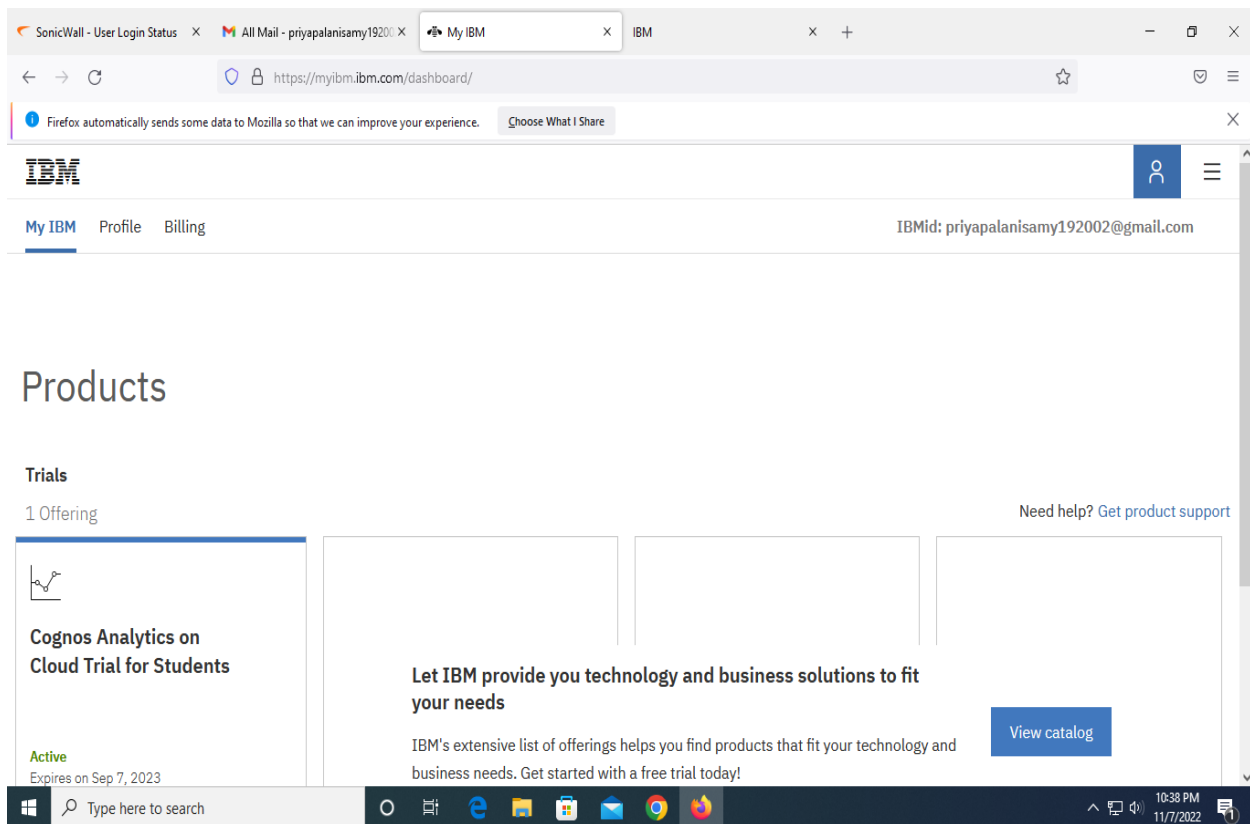 SonicWall - User Login Status
All Mail - priyapalanisamy19200
My IBM
IBM
https://myibm.ibm.com/dashboard/
Firefox automatically sends some data to Mozilla so that we can improve your experience.
Choose What I Share
IBM
My IBM
Profile
Billing
IBMid: priyapalanisamy192002@gmail.com
Products
Trials
1 Offering
Need help? Get product support
Cognos Analytics on
Cloud Trial for Students
Active
Expires on Sep 7, 2023
Let IBM provide you technology and business solutions to fit
your needs
IBM's extensive list of offerings helps you find products that fit your technology and
business needs. Get started with a free trial today!
View catalog
Type here to search
10:38 PM
11/7/2022
1